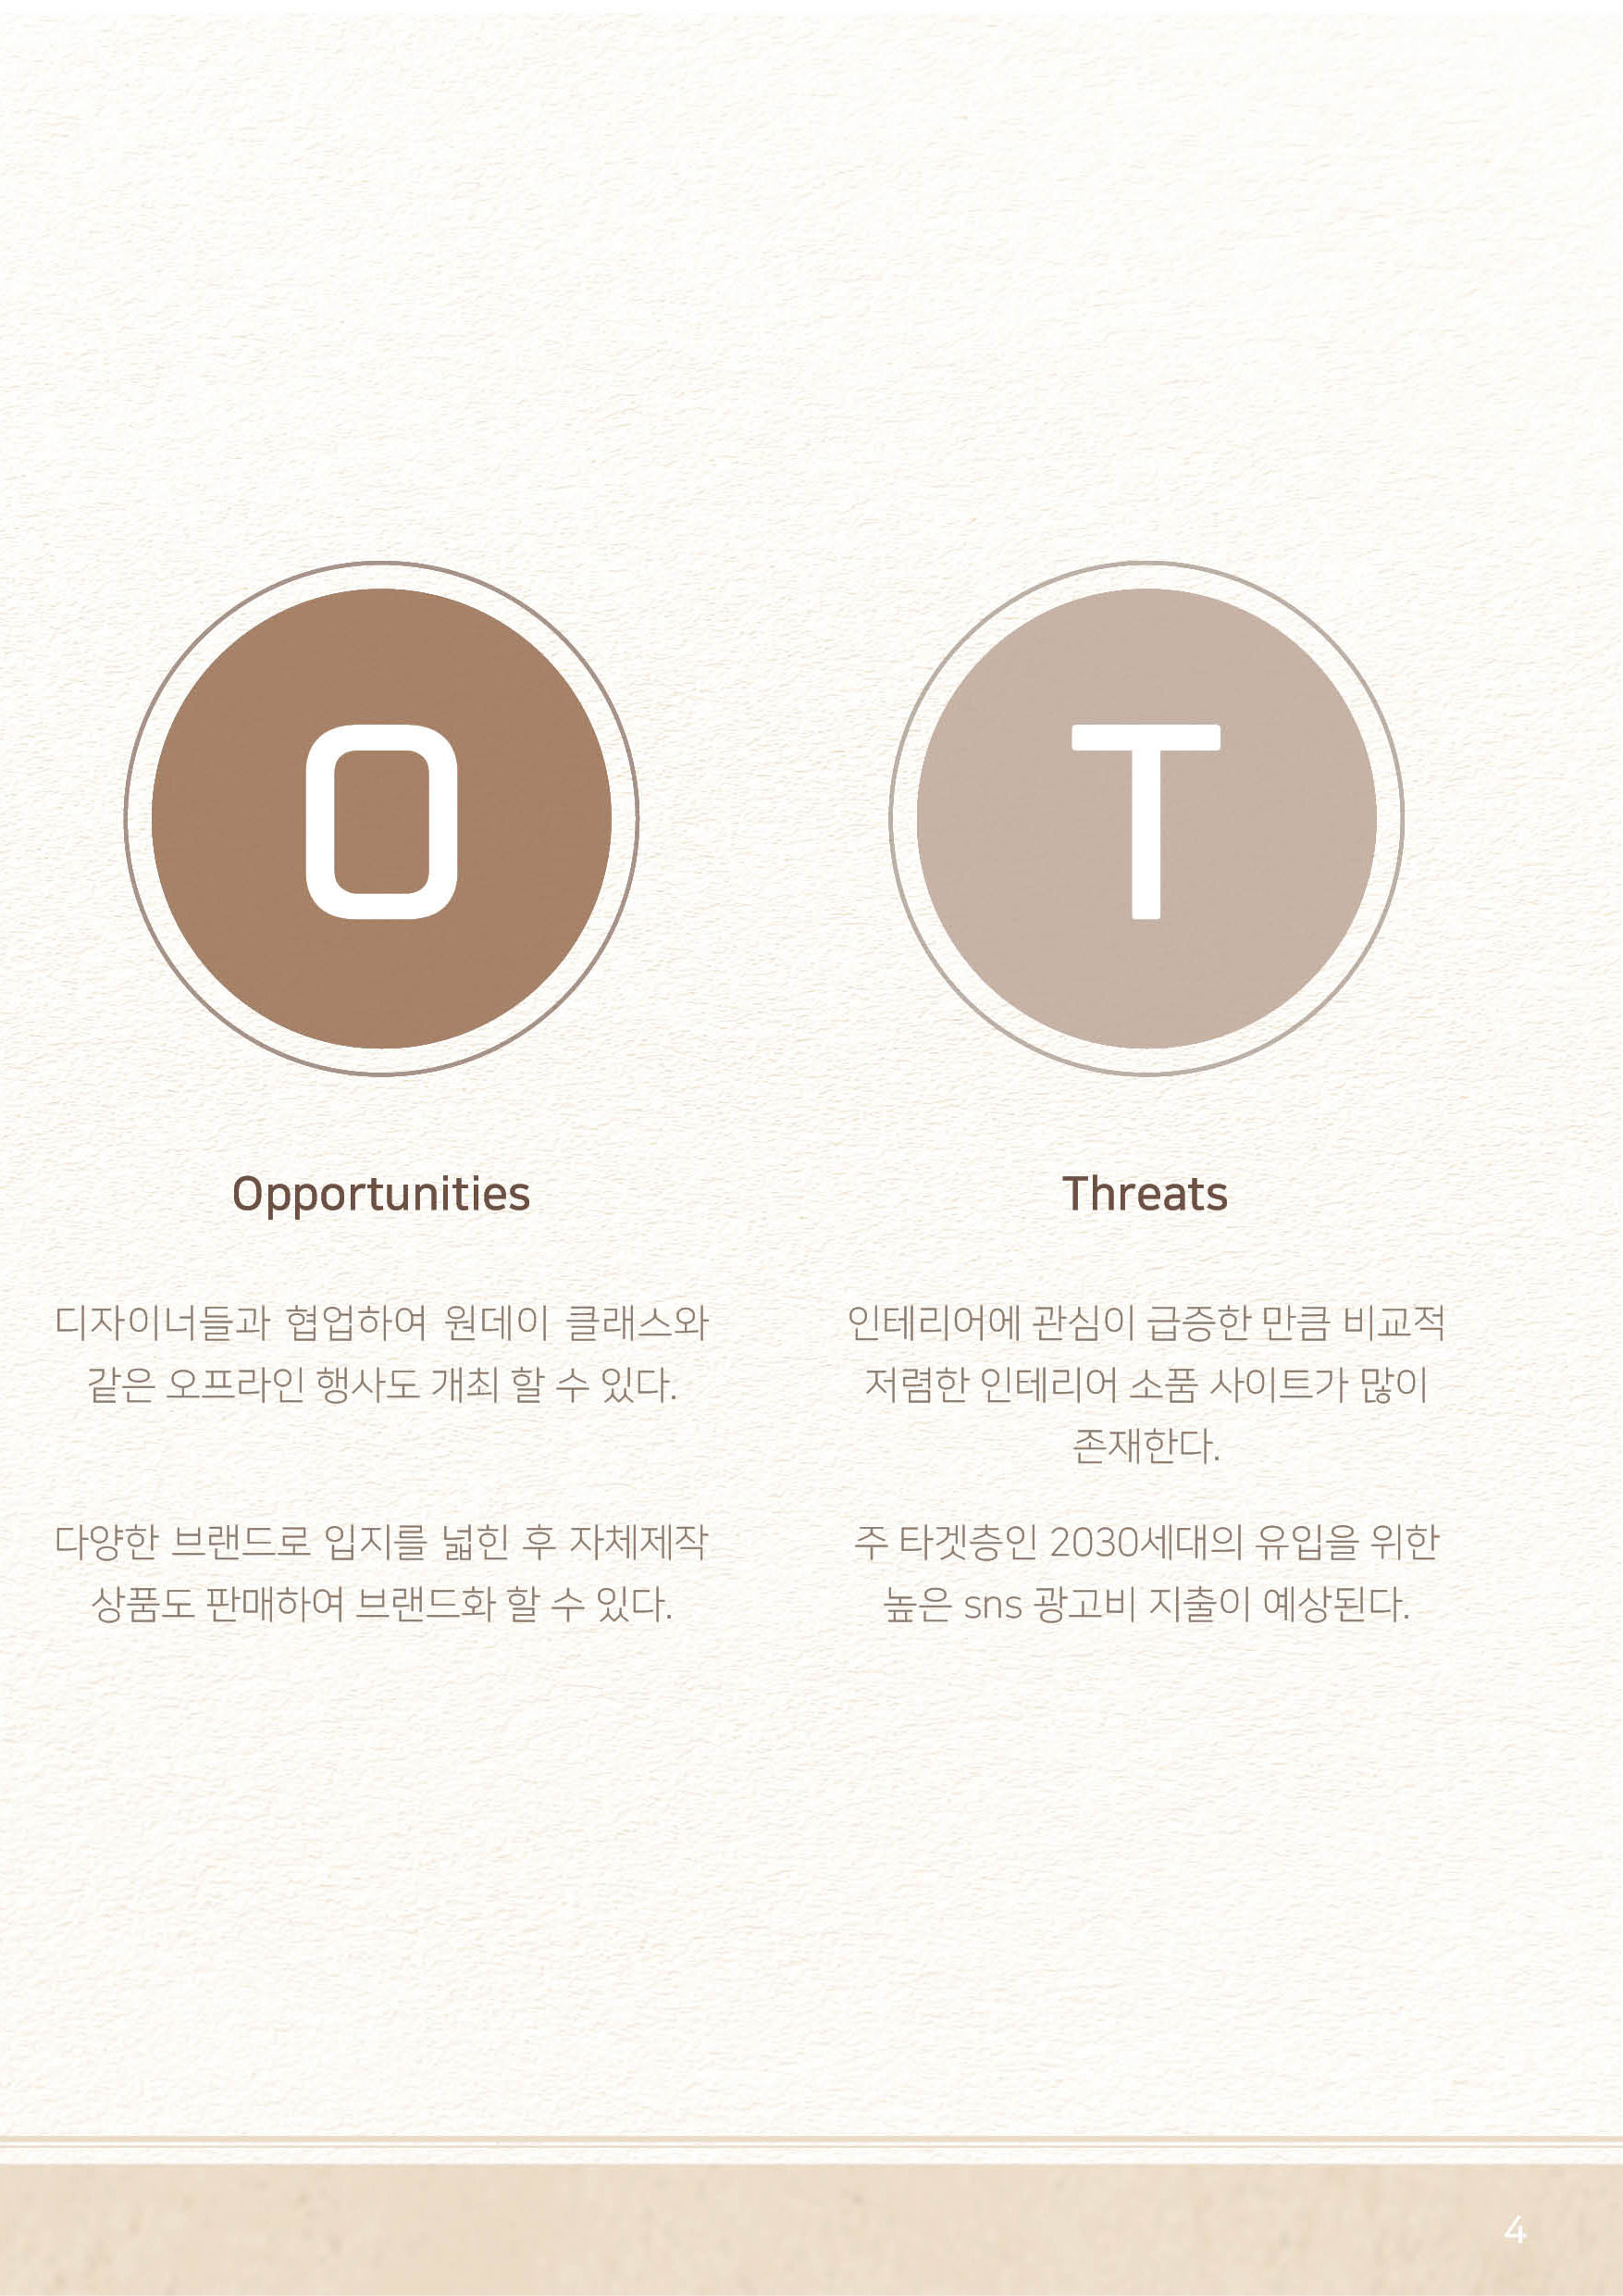 O
Opportunities
디자이너들과 협업하여 원데이 클래스와
같은 오프라인 행사도 개최 할 수 있다.
다양한 브랜드로 입지를 넓힌 후 자체제작
상품도 판매하여 브랜드화 할 수 있다.
T
Threats
인테리어에 관심이 급증한 만큼 비교적
저렴한 인테리어 소품 사이트가 많이
존재한다.
주 타겟층인 2030세대의 유입을 위한
높은 sns 광고비 지출이 예상된다.
4